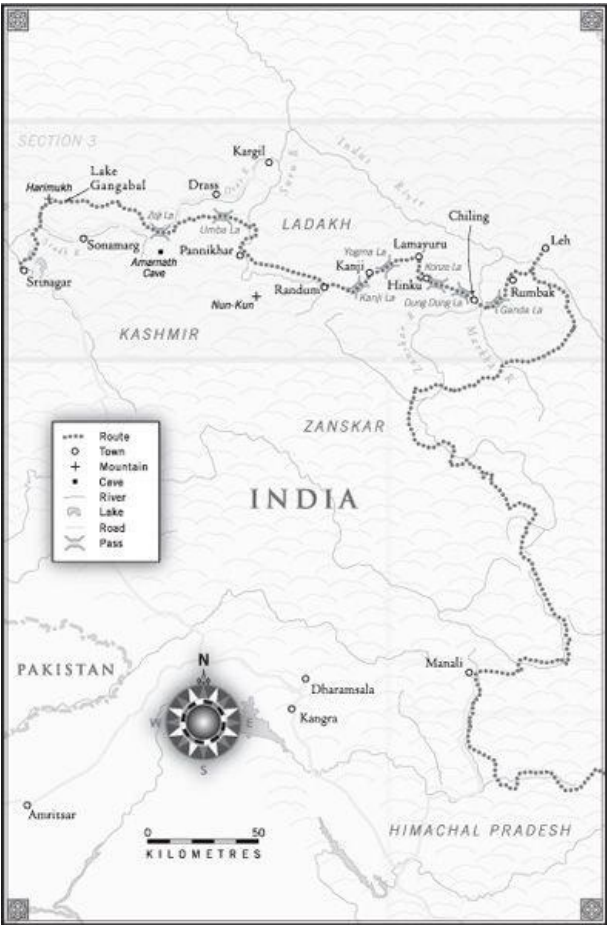 SECTION 3
Kargil
Indus River
Lake
Gangabal
Harimukh
Drass
Drass R.
Suru R.
Zoji La
Umba La
LADAKH
Chiling
Leh
Sonamarg
Amarnath
Cave
Pannikhar
Yogma La
Lamayuru
Kanji
Konze La
Hinku
Rumbak
Srinagar
Nun-Kun
Randum
Kanji La
Dung Dung La
Ganda La
KASHMIR
Zanskar R.
Markha R.
ZANSKAR
Route
Town
Mountain
Cave
River
Lake
Road
Pass
INDIA
PAKISTAN
N
W
E
S
Manali
Dharamsala
Kangra
Amritsar
0 50
KILOMETRES
HIMACHAL PRADESH